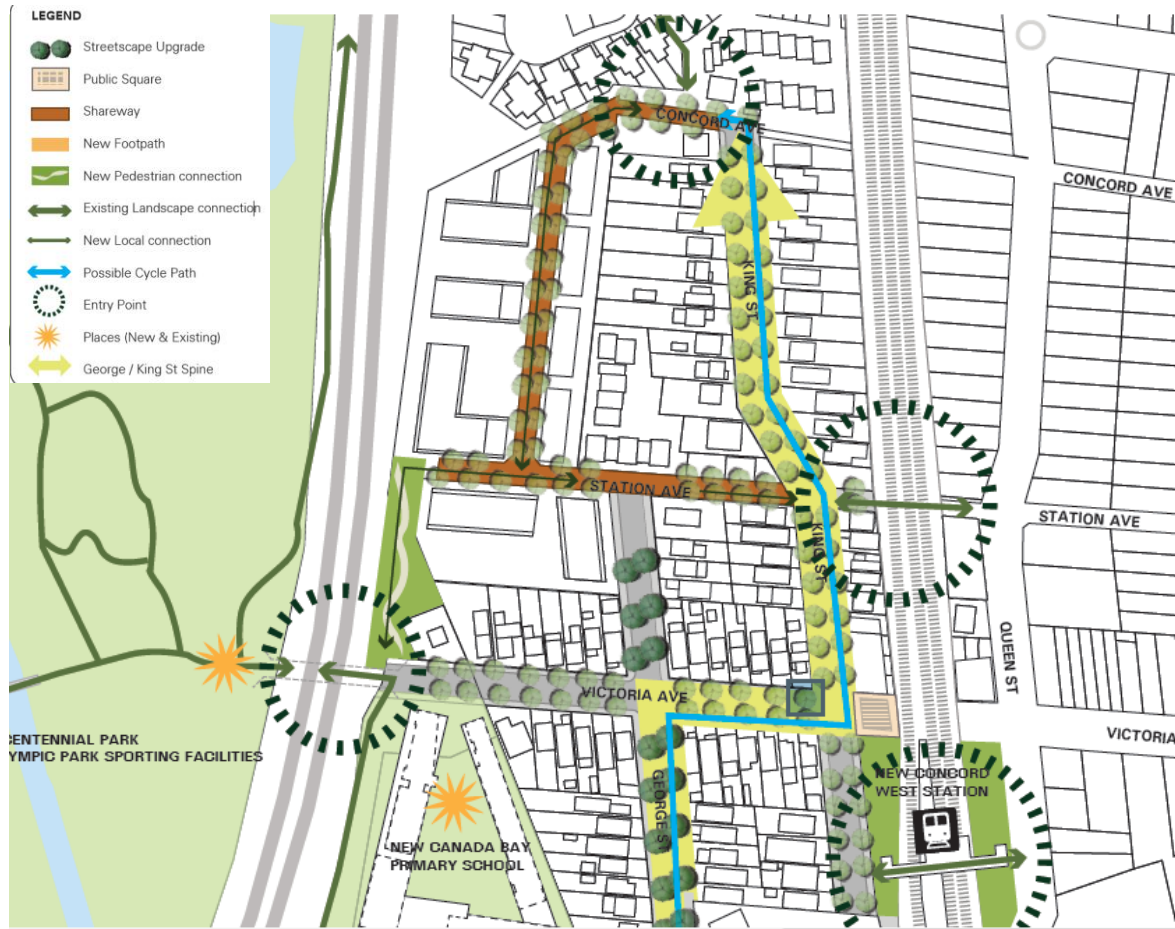 LEGEND
Streetscape Upgrade
Public Square
Shareway
New Footpath
New Pedestrian connection
Existing Landscape connection
New Local connection
Possible Cycle Path
Entry Point
Places (New & Existing)
George / King St Spine
CONCORD AVE
CONCORD AVE
KING ST
STATION AVE
STATION AVE
KING ST
QUEEN ST
VICTORIA AVE
VICTORIA
CENTENNIAL PARK
YMPIC PARK SPORTING FACILITIES
NEW CONCORD
WEST STATION
GEORGE ST
NEW CANADA BAY
PRIMARY SCHOOL